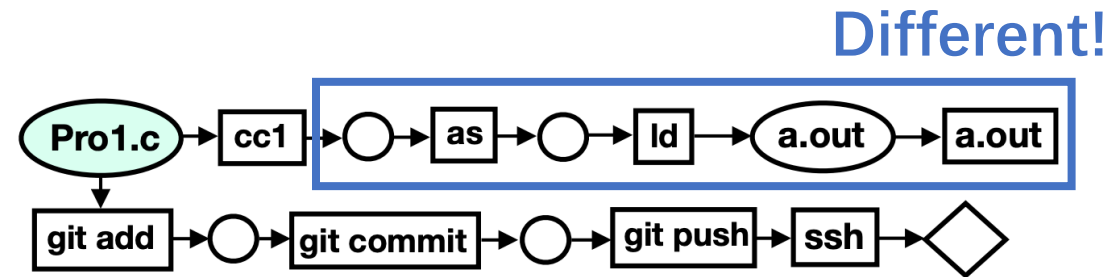 Different!
Pro1.c cc1 as ld a.out a.out
git add git commit git push ssh